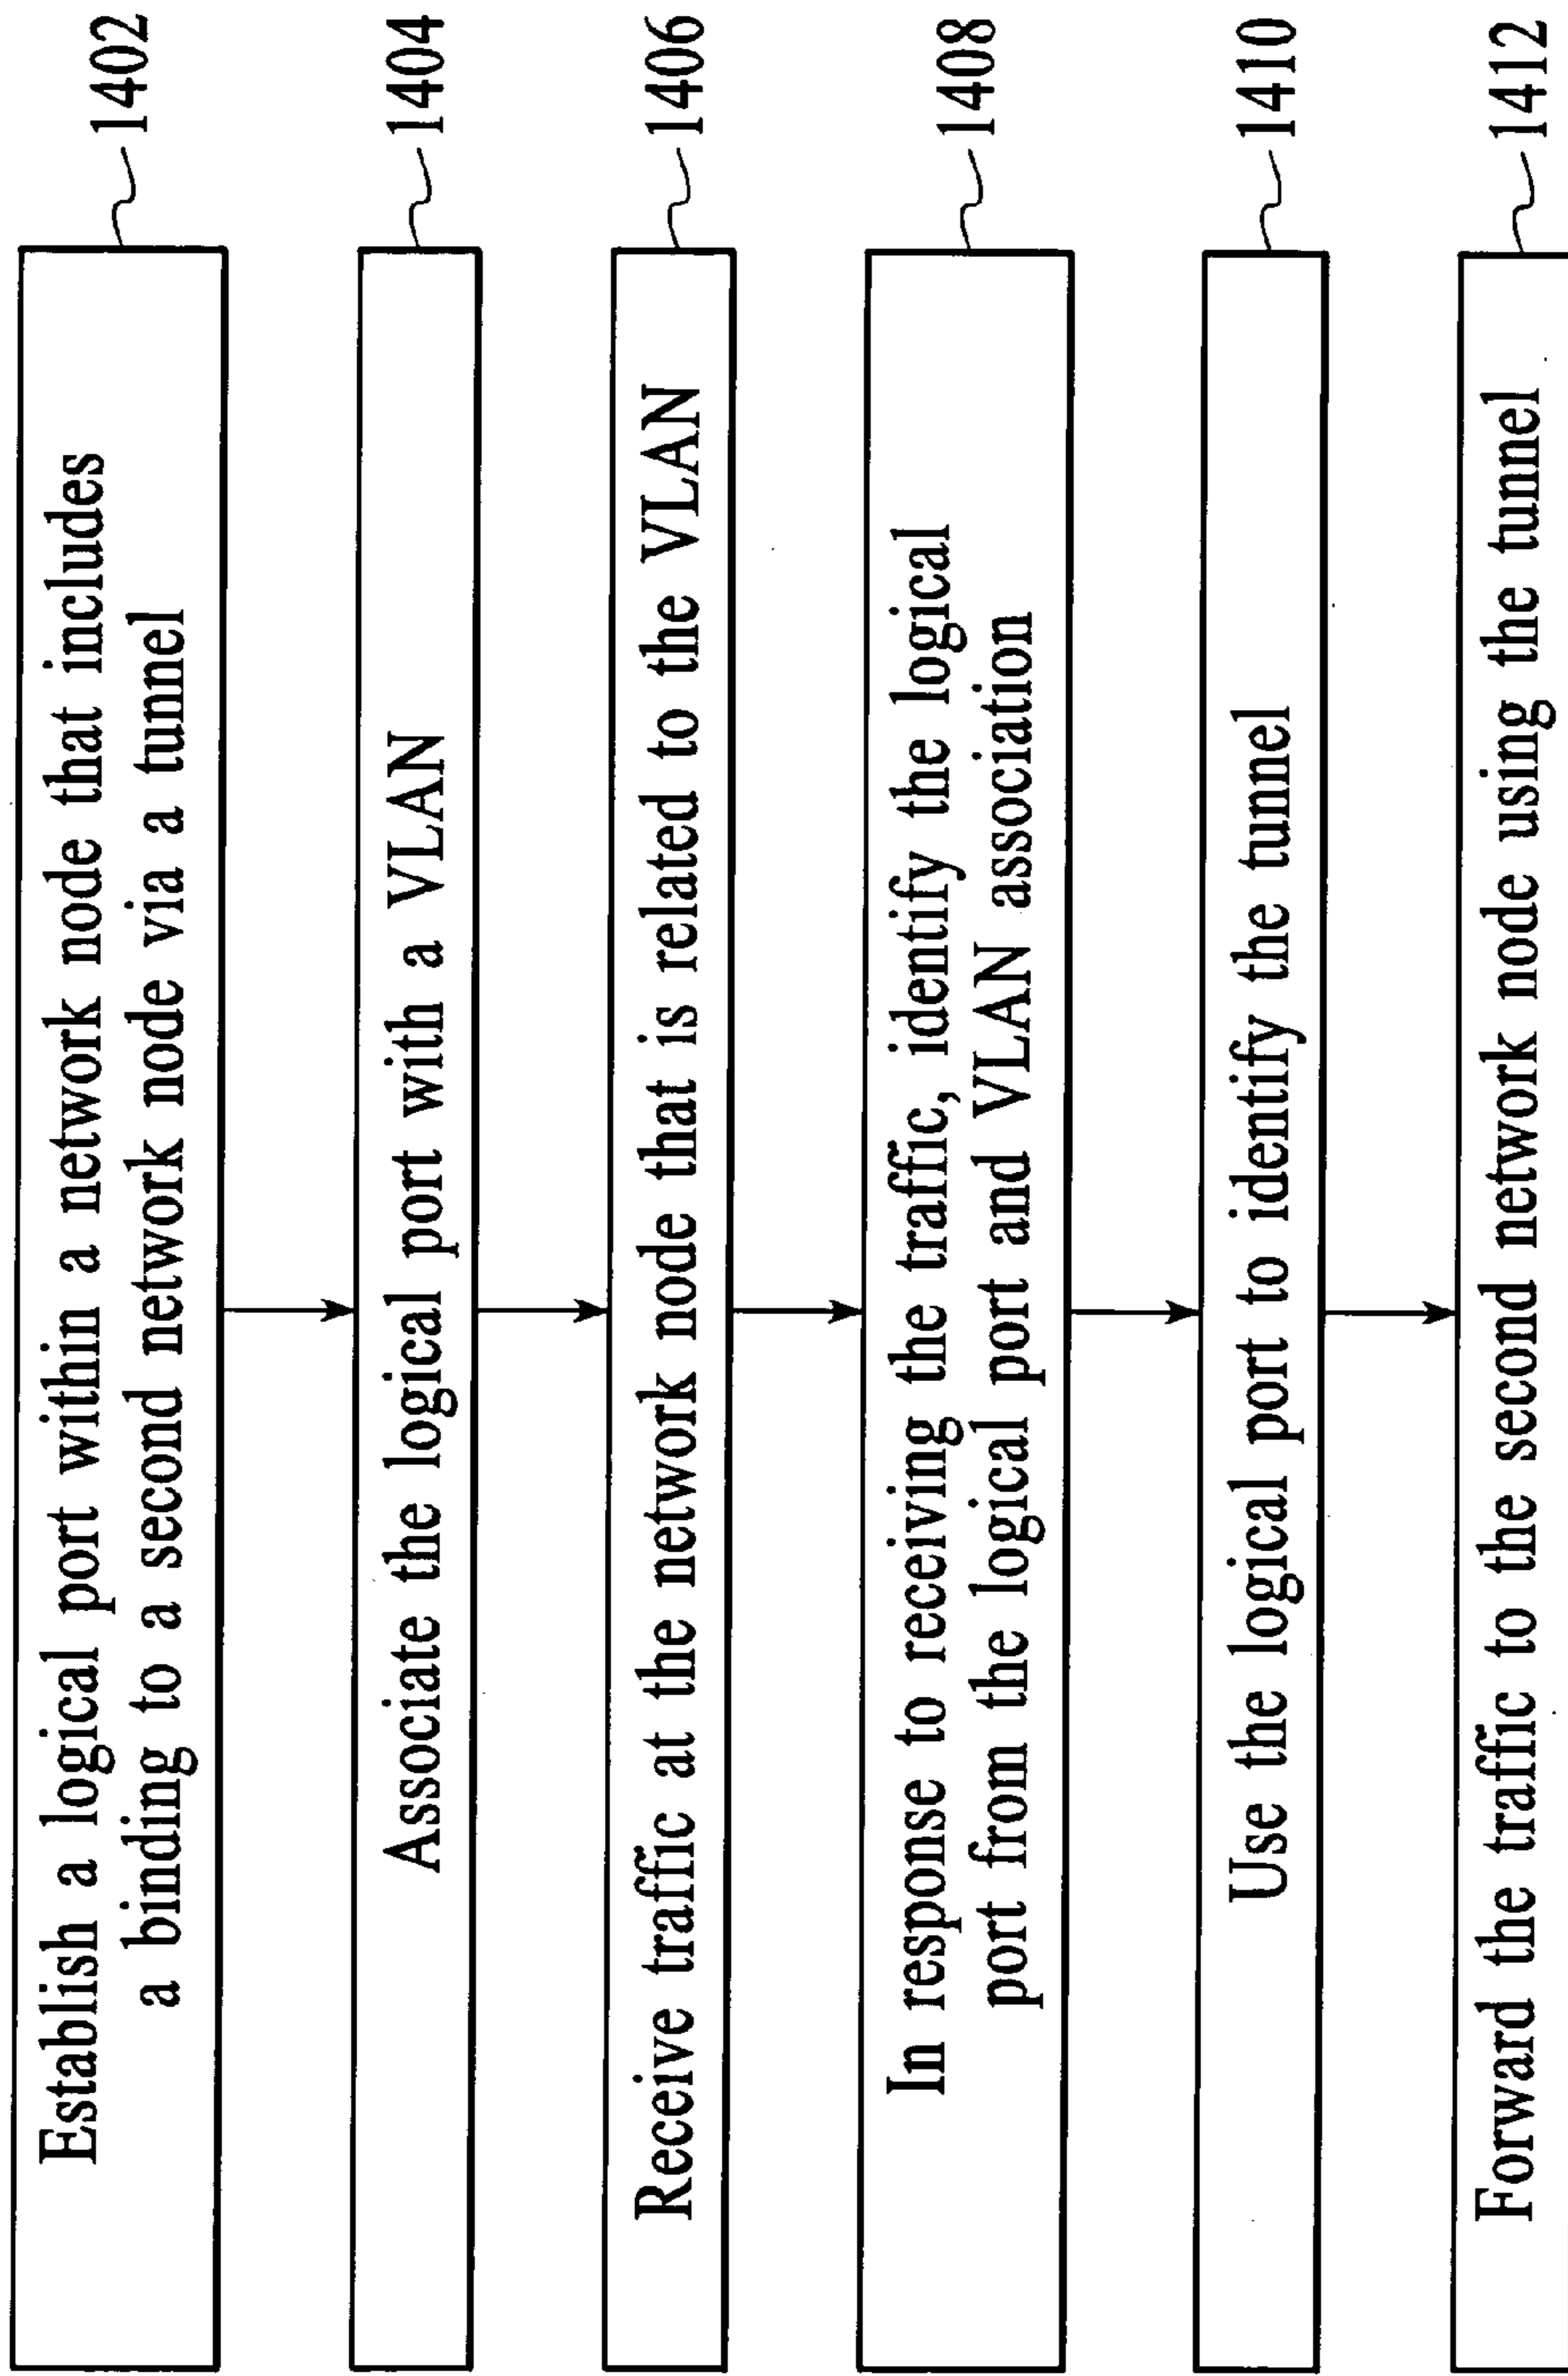 Establish a logical port within a network node that includes
a binding to a second network node via a tunnel
1402
Associate the logical port with a VLAN
1404
Receive traffic at the network node that is related to the VLAN
1406
In response to receiving the traffic, identify the logical
port from the logical port and VLAN association
1408
Use the logical port to identify the tunnel
1410
Forward the traffic to the second network node using the tunnel
1412